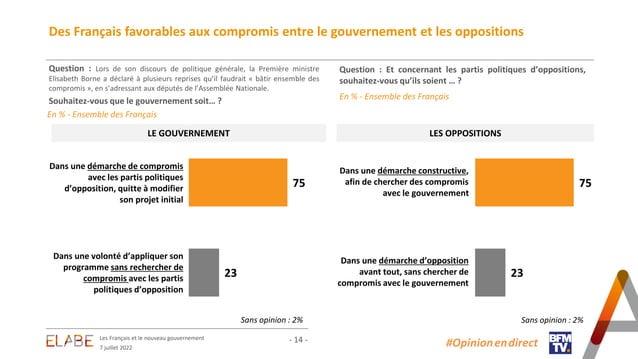 Des Français favorables aux compromis entre le gouvernement et les oppositions
Question : Lors de son discours de politique générale, la Première ministre
Elisabeth Borne a déclaré à plusieurs reprises qu'il faudrait « bâtir ensemble des
compromis », en s'adressant aux députés de l'Assemblée Nationale.
Souhaitez-vous que le gouvernement soit… ?
En % - Ensemble des Français
LE GOUVERNEMENT
Dans une démarche de compromis
avec les partis politiques
d'opposition, quitte à modifier
son projet initial
75
Dans une volonté d'appliquer son
programme sans rechercher de
compromis avec les partis
politiques d'opposition
23
Sans opinion : 2%
Question : Et concernant les partis politiques d'oppositions,
souhaitez-vous qu'ils soient … ?
En % - Ensemble des Français
LES OPPOSITIONS
Dans une démarche constructive,
afin de chercher des compromis
avec le gouvernement
75
Dans une démarche d'opposition
avant tout, sans chercher de
compromis avec le gouvernement
23
Sans opinion : 2%
ELABE
Les Français et le nouveau gouvernement
7 juillet 2022
- 14 -
#Opinionendirect
BFM
TV.